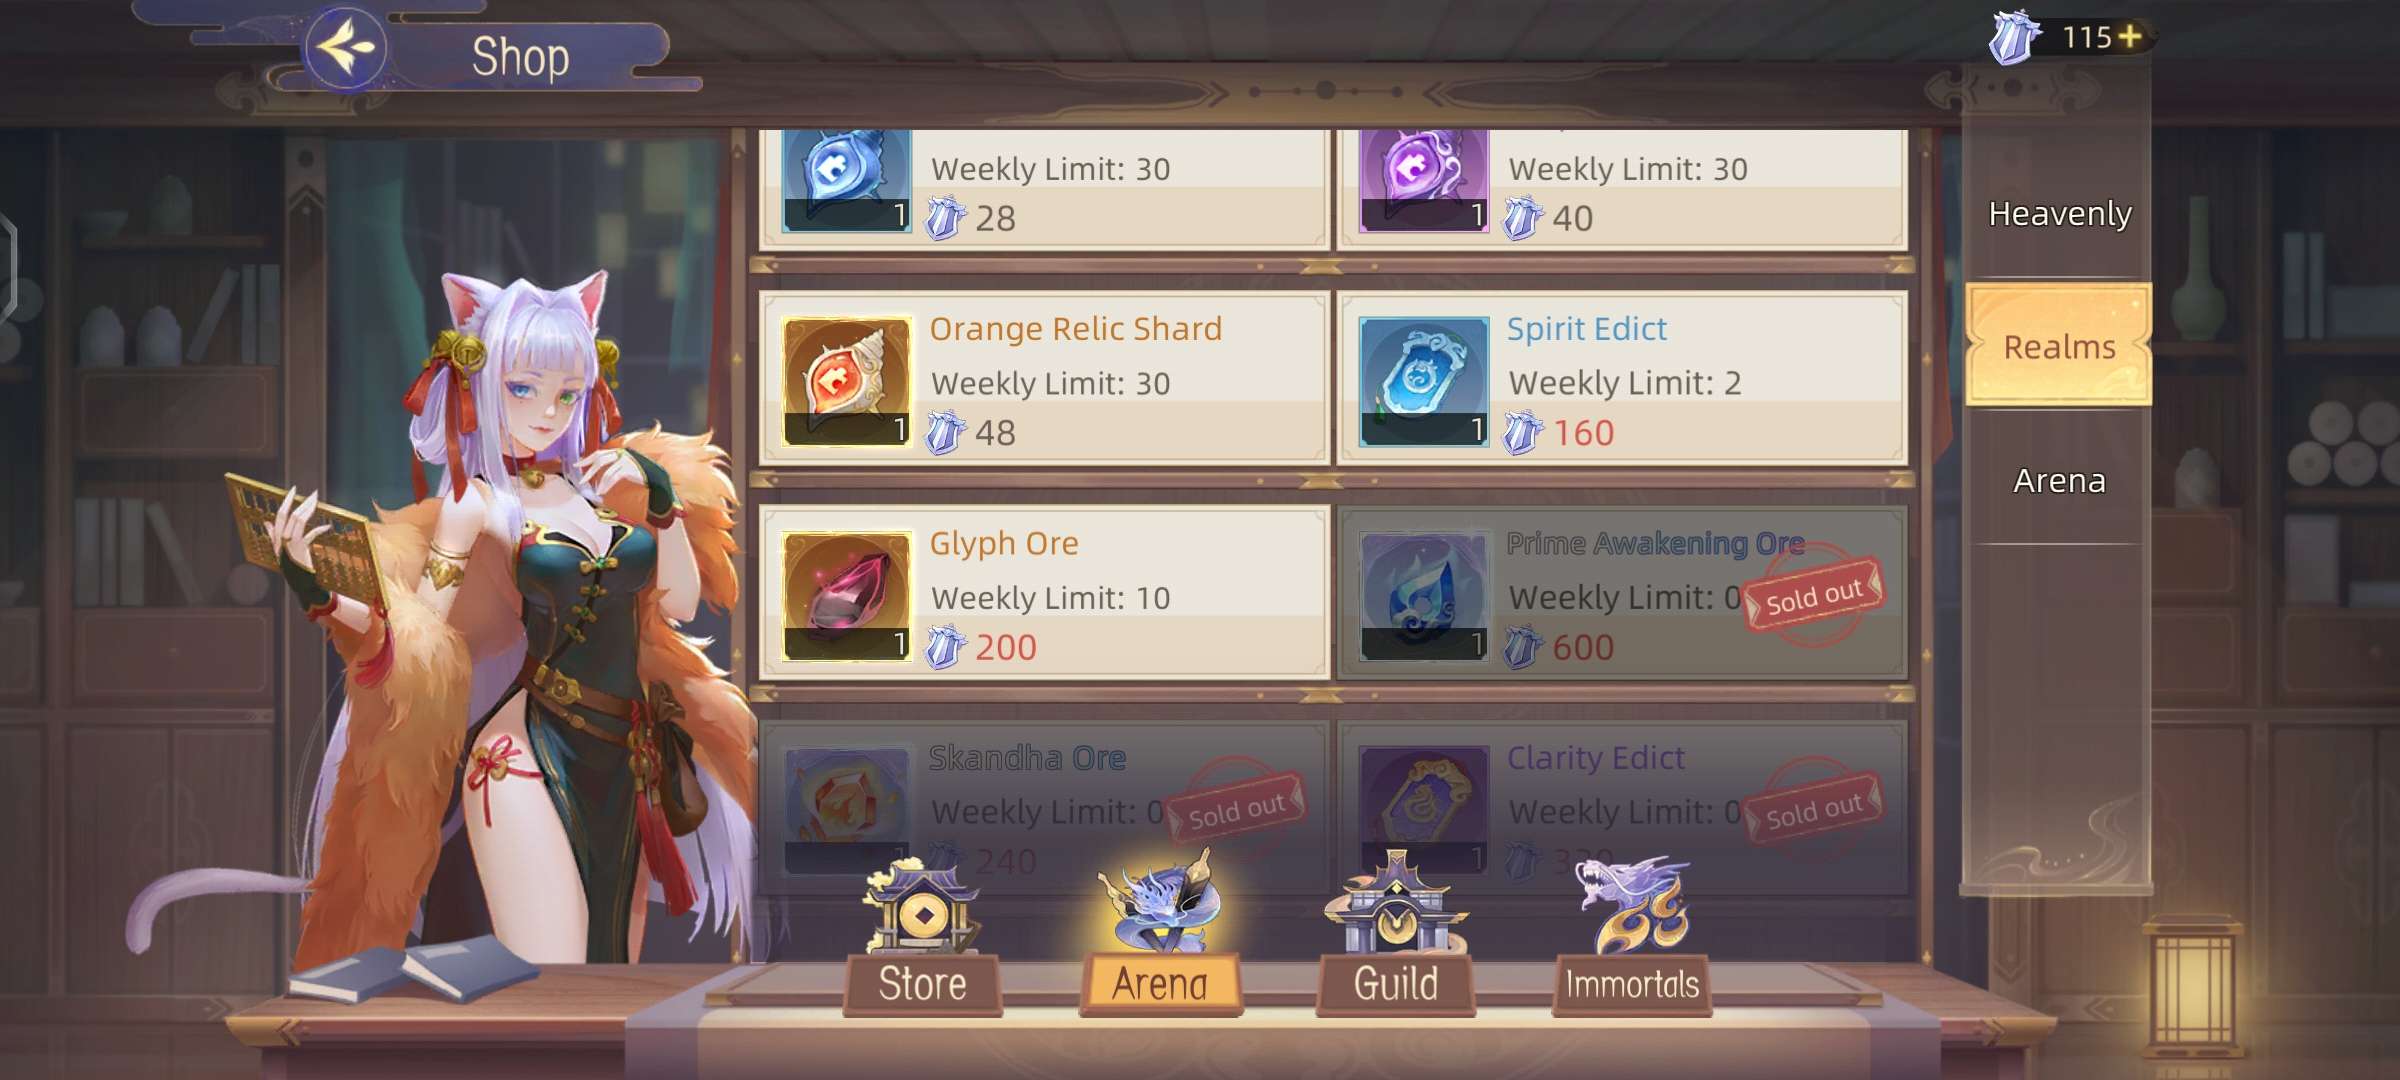 Shop
115
Weekly Limit: 30
1
28
Weekly Limit: 30
1
40
Orange Relic Shard
Weekly Limit: 30
1
48
Spirit Edict
Weekly Limit: 2
1
160
Glyph Ore
Weekly Limit: 10
1
200
Prime Awakening Ore
Weekly Limit: 0
Sold out
1
600
Skandha Ore
Weekly Limit: 0
Sold out
240
Clarity Edict
Weekly Limit: 0
Sold out
1
Heavenly
Realms
Arena
Store
Arena
Guild
Immortals